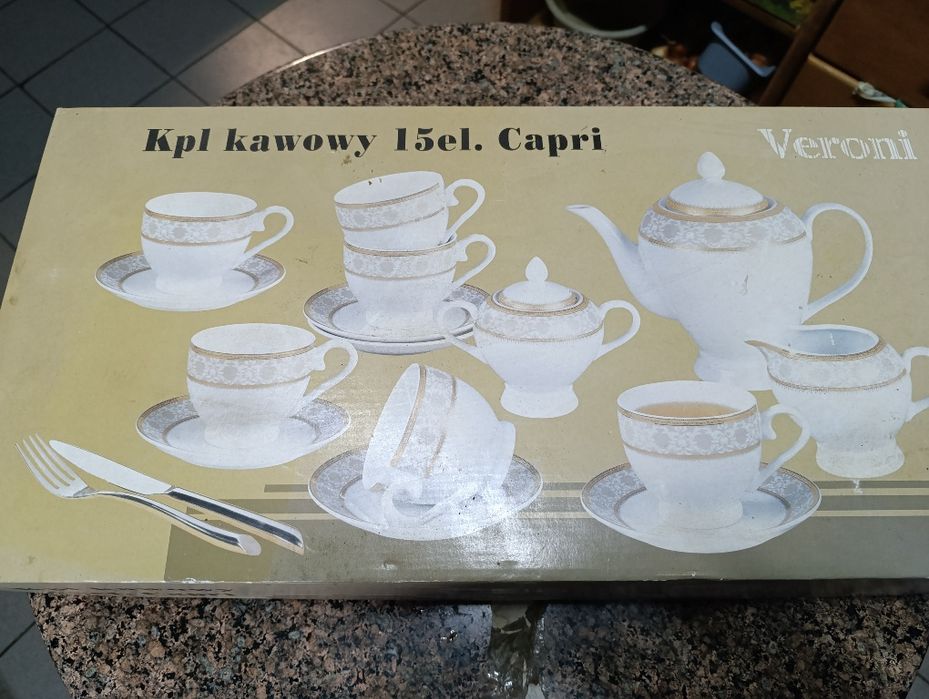 Kpl kawowy 15el. Capri
Veroni